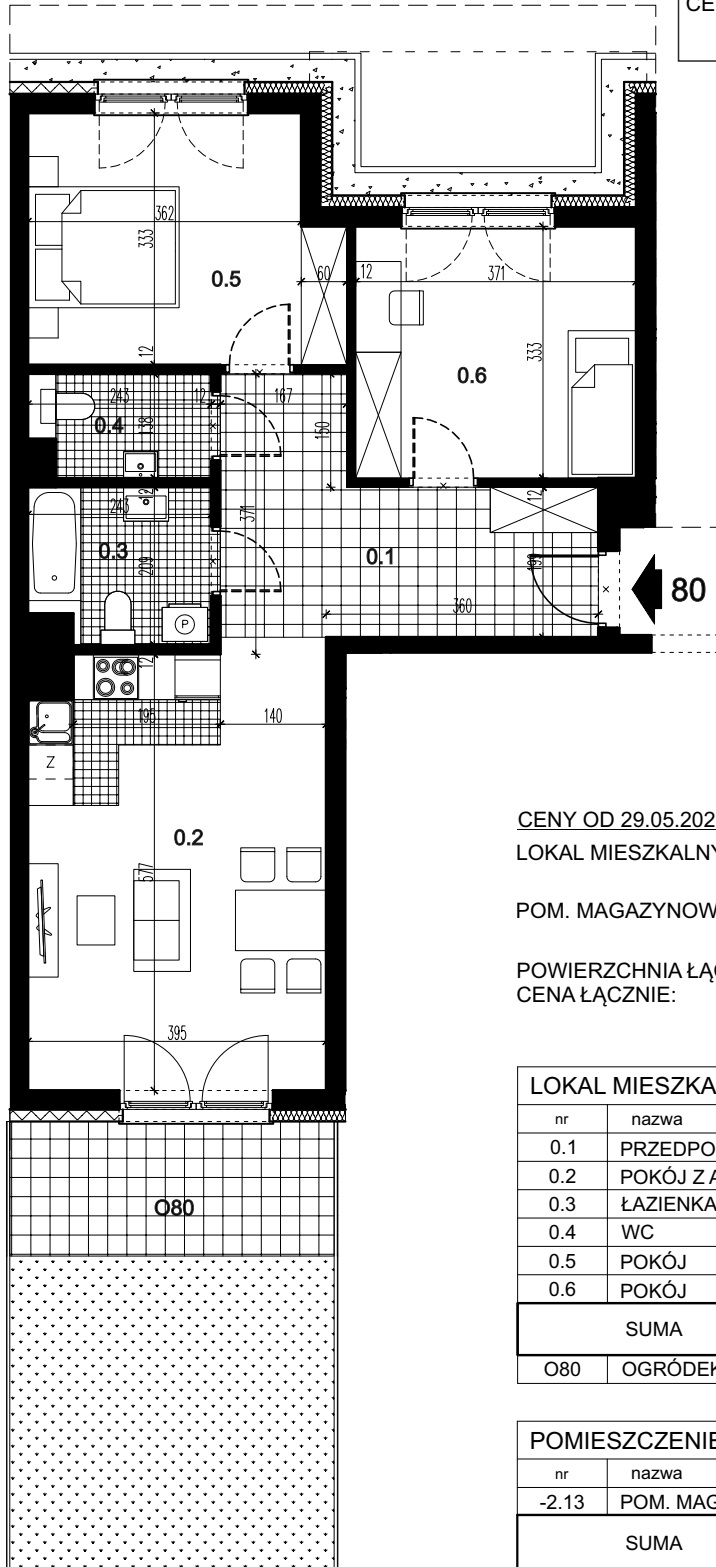 CE
362
333
0.5
60
12
371
12
333
0.6
243
12
167
138
0.4
150
12
243
371
0.3
209
0.1
12
199
360
80
P
12
195
140
Z
0.2
577
395
O80
CENY OD 29.05.202
LOKAL MIESZKALNY
POM. MAGAZYNOW
POWIERZCHNIA ŁĄC
CENA ŁĄCZNIE:
LOKAL MIESZKA
nr nazwa
0.1 PRZEDPO
0.2 POKÓJ Z A
0.3 ŁAZIENKA
0.4 WC
0.5 POKÓJ
0.6 POKÓJ
SUMA
O80 OGRÓDEK
POMIESZCZENIE
nr nazwa
-2.13 POM. MAG
SUMA